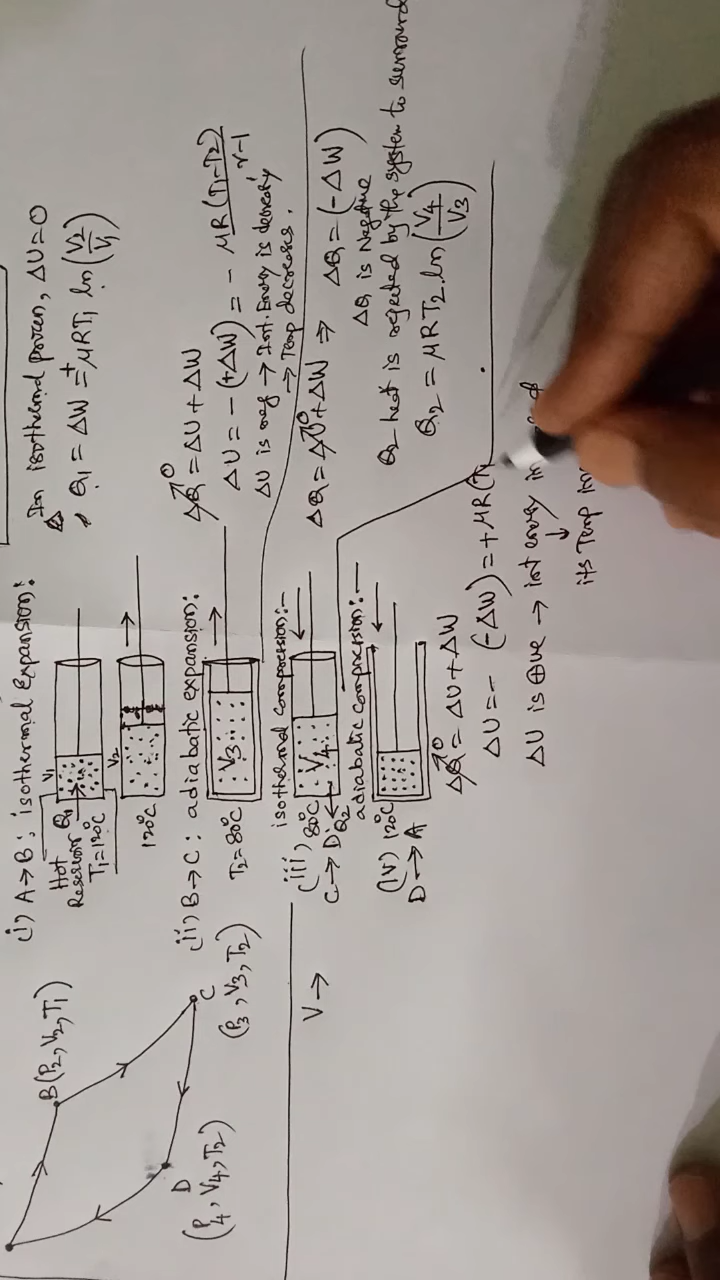 (i) A→B: isothermal Expansion:
V1
Hot
Reservoir Q1
T1=120°C
V2
120°C
In isothermal process, ΔU=0
Q1 = ΔW =+ μRT1 ln(V2/V1)
B(P2,V2,T1)
C
(P3,V3,T2)
D
(P4,V4,T2)
V→
(ii) B→C: adiabatic expansion:
V3
T2=80°C
ΔQ↗0 = ΔU+ΔW
ΔU = -(+ΔW) = - μR(T1-T2)/r-1
ΔU is neg → Int. Energy is
→ Temp decreases.
isothermal compression:-
(iii) 80°C
V4
C→D
Q2
ΔQ = ΔU↗0+ΔW ⇒ ΔQ=(-ΔW)
ΔQ is Negative
Q2 heat is rejected by the system to
Q2 = μRT2 ln(V4/V3)
adiabatic compression:-
(iv) 120°C
D→A
ΔQ↗0 = ΔU+ΔW
ΔU=-(-ΔW)=+μR(T1
ΔU is ⊕ve → int energy
↓
its Temp